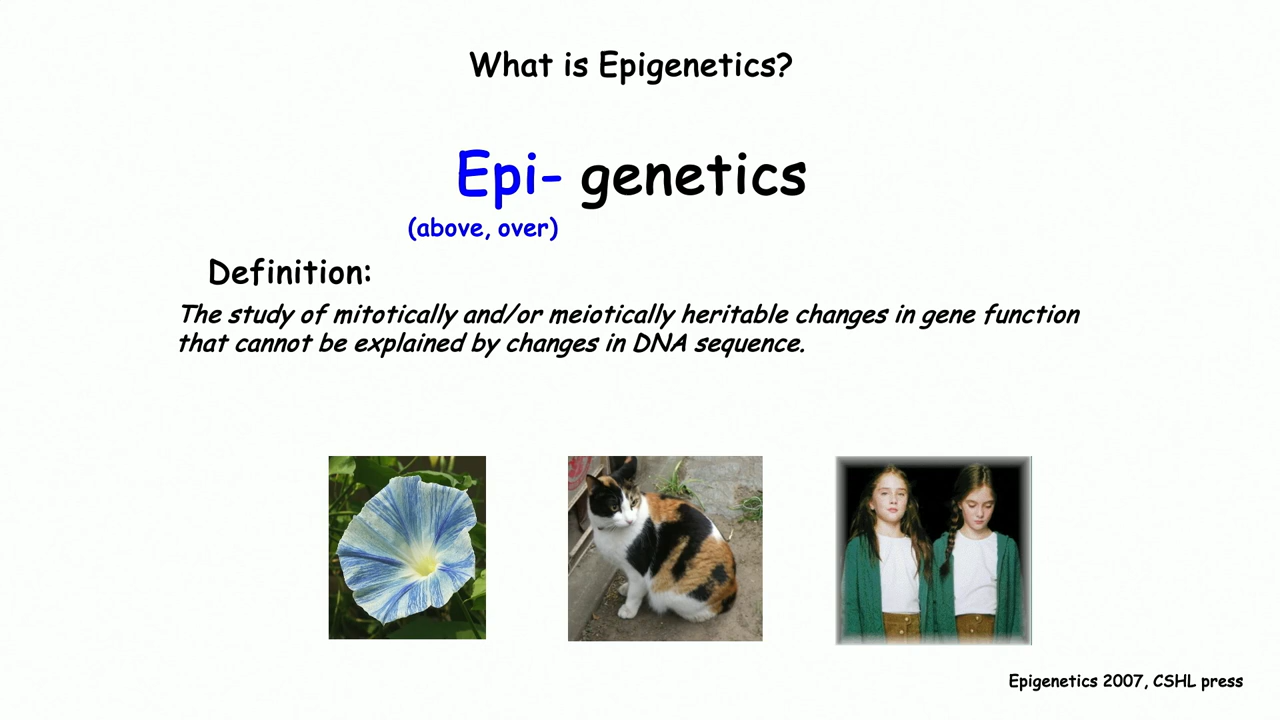 What is Epigenetics?
Epi- genetics
(above, over)
Definition:
The study of mitotically and/or meiotically heritable changes in gene function
that cannot be explained by changes in DNA sequence.
Epigenetics 2007, CSHL press